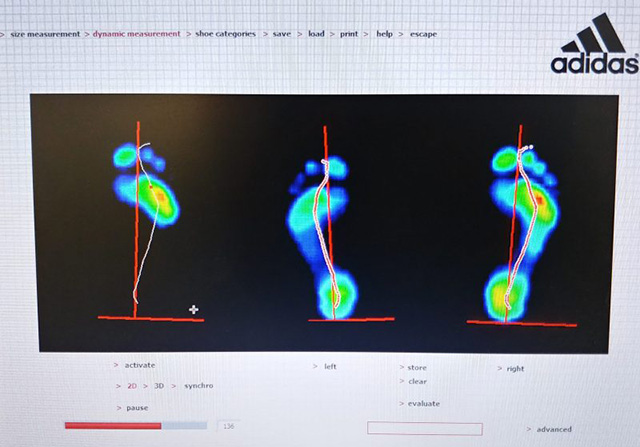 > size measurement > dynamic measurement > shoe categories > save > load > print > help > escape
adidas
> activate
> left
> store
> right
> clear
> 2D > 3D > synchro
> evaluate
> pause
136
> advanced